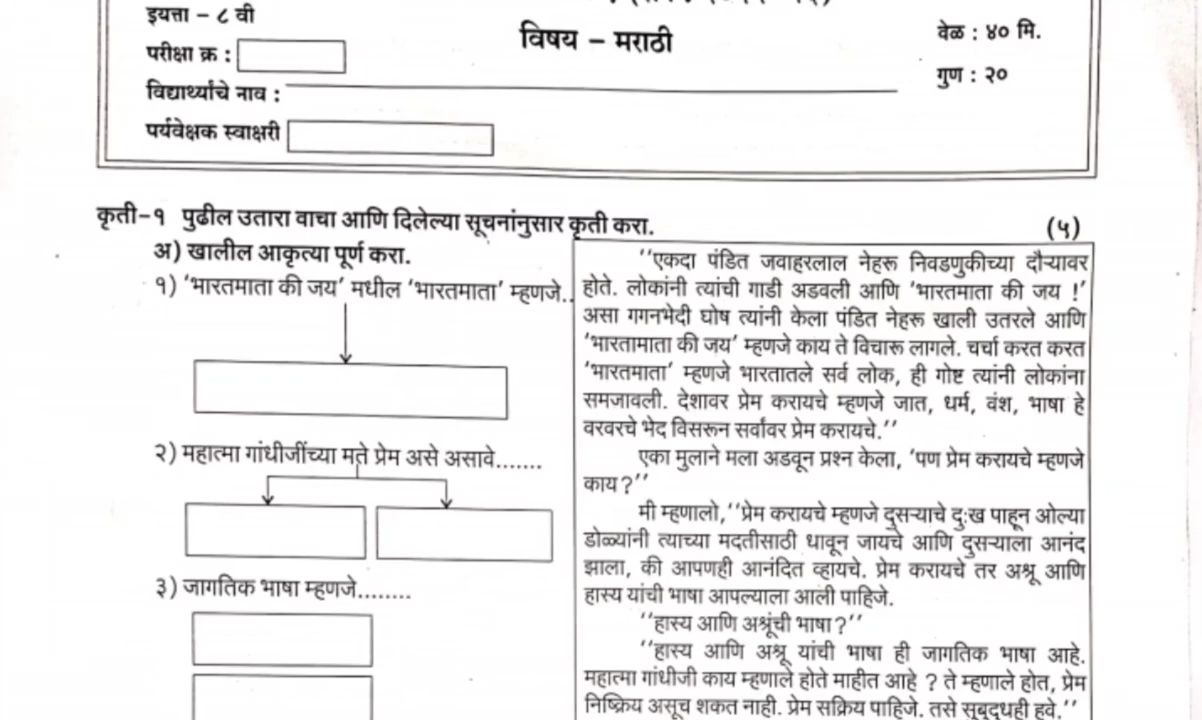 इयत्ता – ८ वी
परीक्षा क्र :
विद्यार्थ्यांचे नाव :
पर्यवेक्षक स्वाक्षरी
विषय – मराठी
वेळ : ४० मि.
गुण : २०
कृती-१ पुढील उतारा वाचा आणि दिलेल्या सूचनांनुसार कृती करा. (५)
अ) खालील आकृत्या पूर्ण करा.
१) 'भारतमाता की जय' मधील 'भारतमाता' म्हणजे..
२) महात्मा गांधीजींच्या मते प्रेम असे असावे.......
३) जागतिक भाषा म्हणजे........
''एकदा पंडित जवाहरलाल नेहरू निवडणुकीच्या दौऱ्यावर
होते. लोकांनी त्यांची गाडी अडवली आणि 'भारतमाता की जय !'
असा गगनभेदी घोष त्यांनी केला पंडित नेहरू खाली उतरले आणि
'भारतामाता की जय' म्हणजे काय ते विचारू लागले. चर्चा करत करत
'भारतमाता' म्हणजे भारतातले सर्व लोक, ही गोष्ट त्यांनी लोकांना
समजावली. देशावर प्रेम करायचे म्हणजे जात, धर्म, वंश, भाषा हे
वरवरचे भेद विसरून सर्वांवर प्रेम करायचे.''
एका मुलाने मला अडवून प्रश्न केला, 'पण प्रेम करायचे म्हणजे
काय?''
मी म्हणालो,''प्रेम करायचे म्हणजे दुसऱ्याचे दुःख पाहून ओल्या
डोळ्यांनी त्याच्या मदतीसाठी धावून जायचे आणि दुसऱ्याला आनंद
झाला, की आपणही आनंदित व्हायचे. प्रेम करायचे तर अश्रू आणि
हास्य यांची भाषा आपल्याला आली पाहिजे.
''हास्य आणि अश्रूंची भाषा?''
''हास्य आणि अश्रू यांची भाषा ही जागतिक भाषा आहे.
महात्मा गांधीजी काय म्हणाले होते माहीत आहे ? ते म्हणाले होत, प्रेम
निष्क्रिय असूच शकत नाही. प्रेम सक्रिय पाहिजे. तसे सुबुद्धही हवे.''